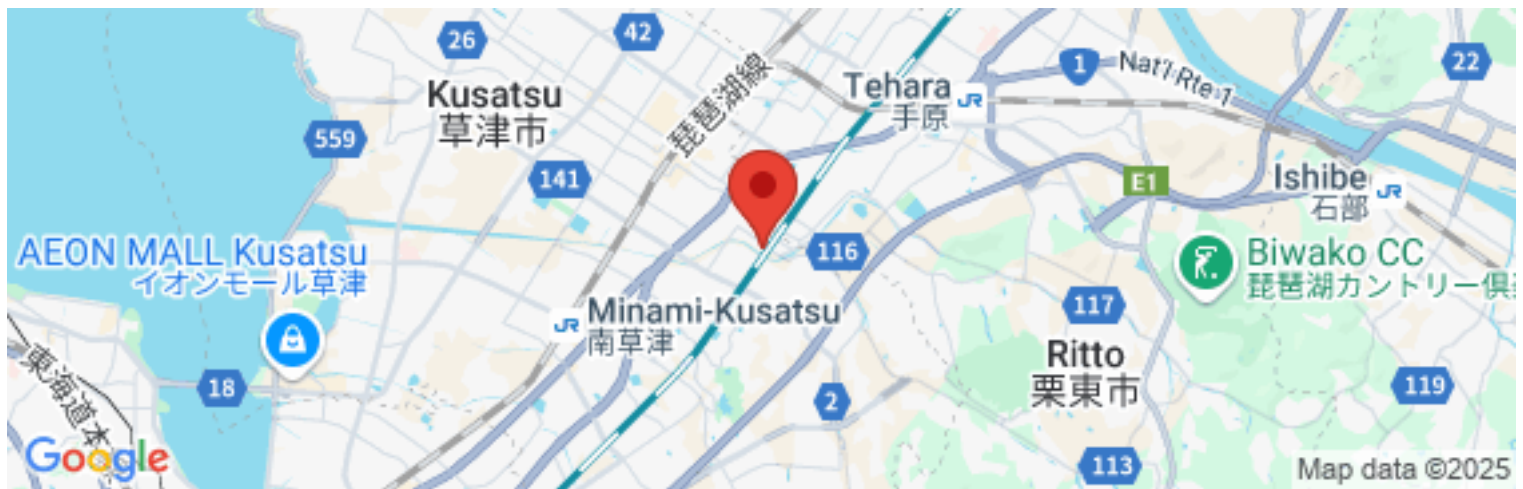 26
42
琵琶湖線
1
Nat'l Rte 1
22
Kusatsu
草津市
Tehara
手原
JR
559
141
E1
Ishibe
石部
JR
AEON MALL Kusatsu
イオンモール草津
116
Biwako CC
琵琶湖カントリー倶
117
JR
Minami-Kusatsu
南草津
Ritto
栗東市
東海道本
18
2
119
Google
113
Map data ©2025